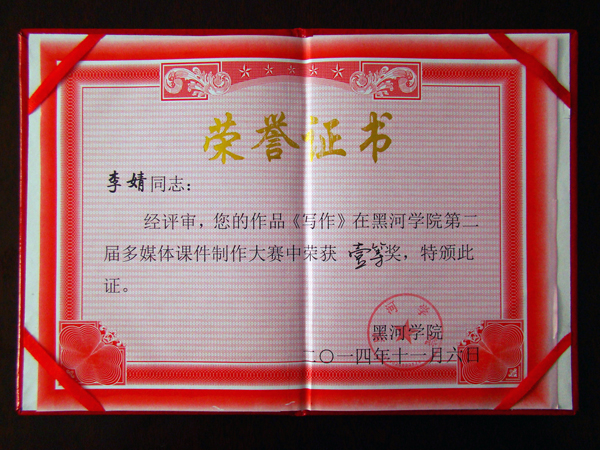 荣誉证书
李婧同志：
经评审，您的作品《写作》在黑河学院第二
届多媒体课件制作大赛中荣获 壹等奖，特颁此
证。
黑河学院
二〇一四年十一月六日